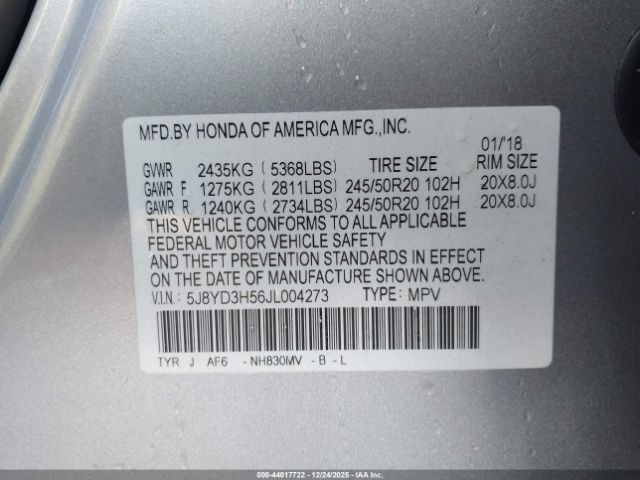 MFD.BY HONDA OF AMERICA MFG.,INC.
01/'18
GVWR 2435KG ( 5368LBS) TIRE SIZE RIM SIZE
GAWR F 1275KG ( 2811LBS) 245/50R20 102H 20X8.0J
GAWR R 1240KG ( 2734LBS) 245/50R20 102H 20X8.0J
THIS VEHICLE CONFORMS TO ALL APPLICABLE
FEDERAL MOTOR VEHICLE SAFETY
AND THEFT PREVENTION STANDARDS IN EFFECT
ON THE DATE OF MANUFACTURE SHOWN ABOVE.
V.I.N.: 5J8YD3H56JL004273 TYPE: MPV
TYR J AF6 -NH830MV -B -L
000-44017722 - 12/24/2025 - IAAI.COM